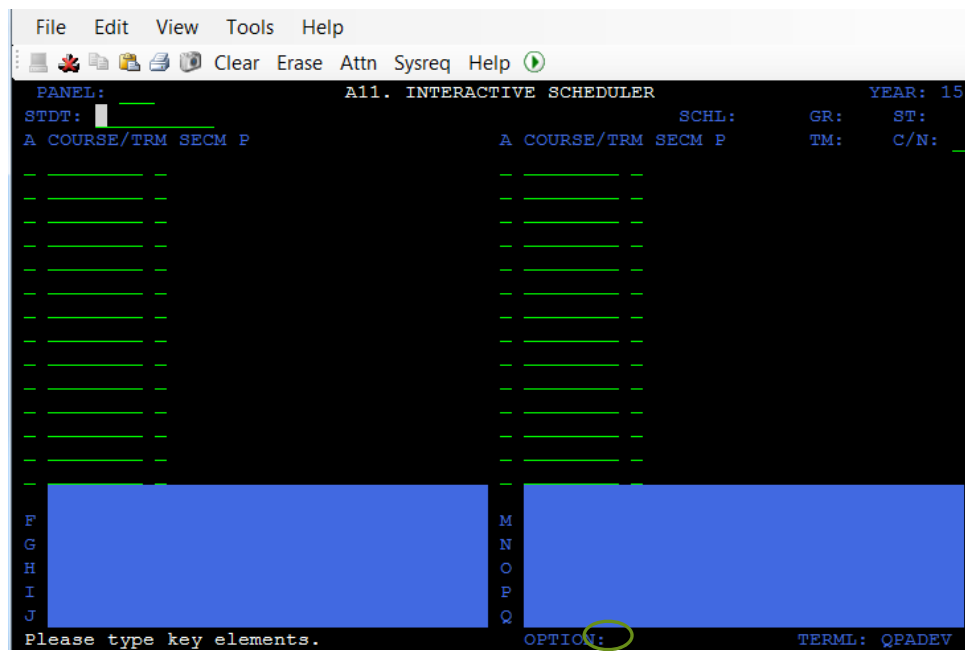 File Edit View Tools Help
Clear Erase Attn Sysreq Help
PANEL: A11. INTERACTIVE SCHEDULER YEAR: 15
STDT: SCHL: GR: ST:
A COURSE/TRM SECM P A COURSE/TRM SECM P TM: C/N:
F M
G N
H O
I P
J Q
Please type key elements. OPTION: TERML: QPADEV